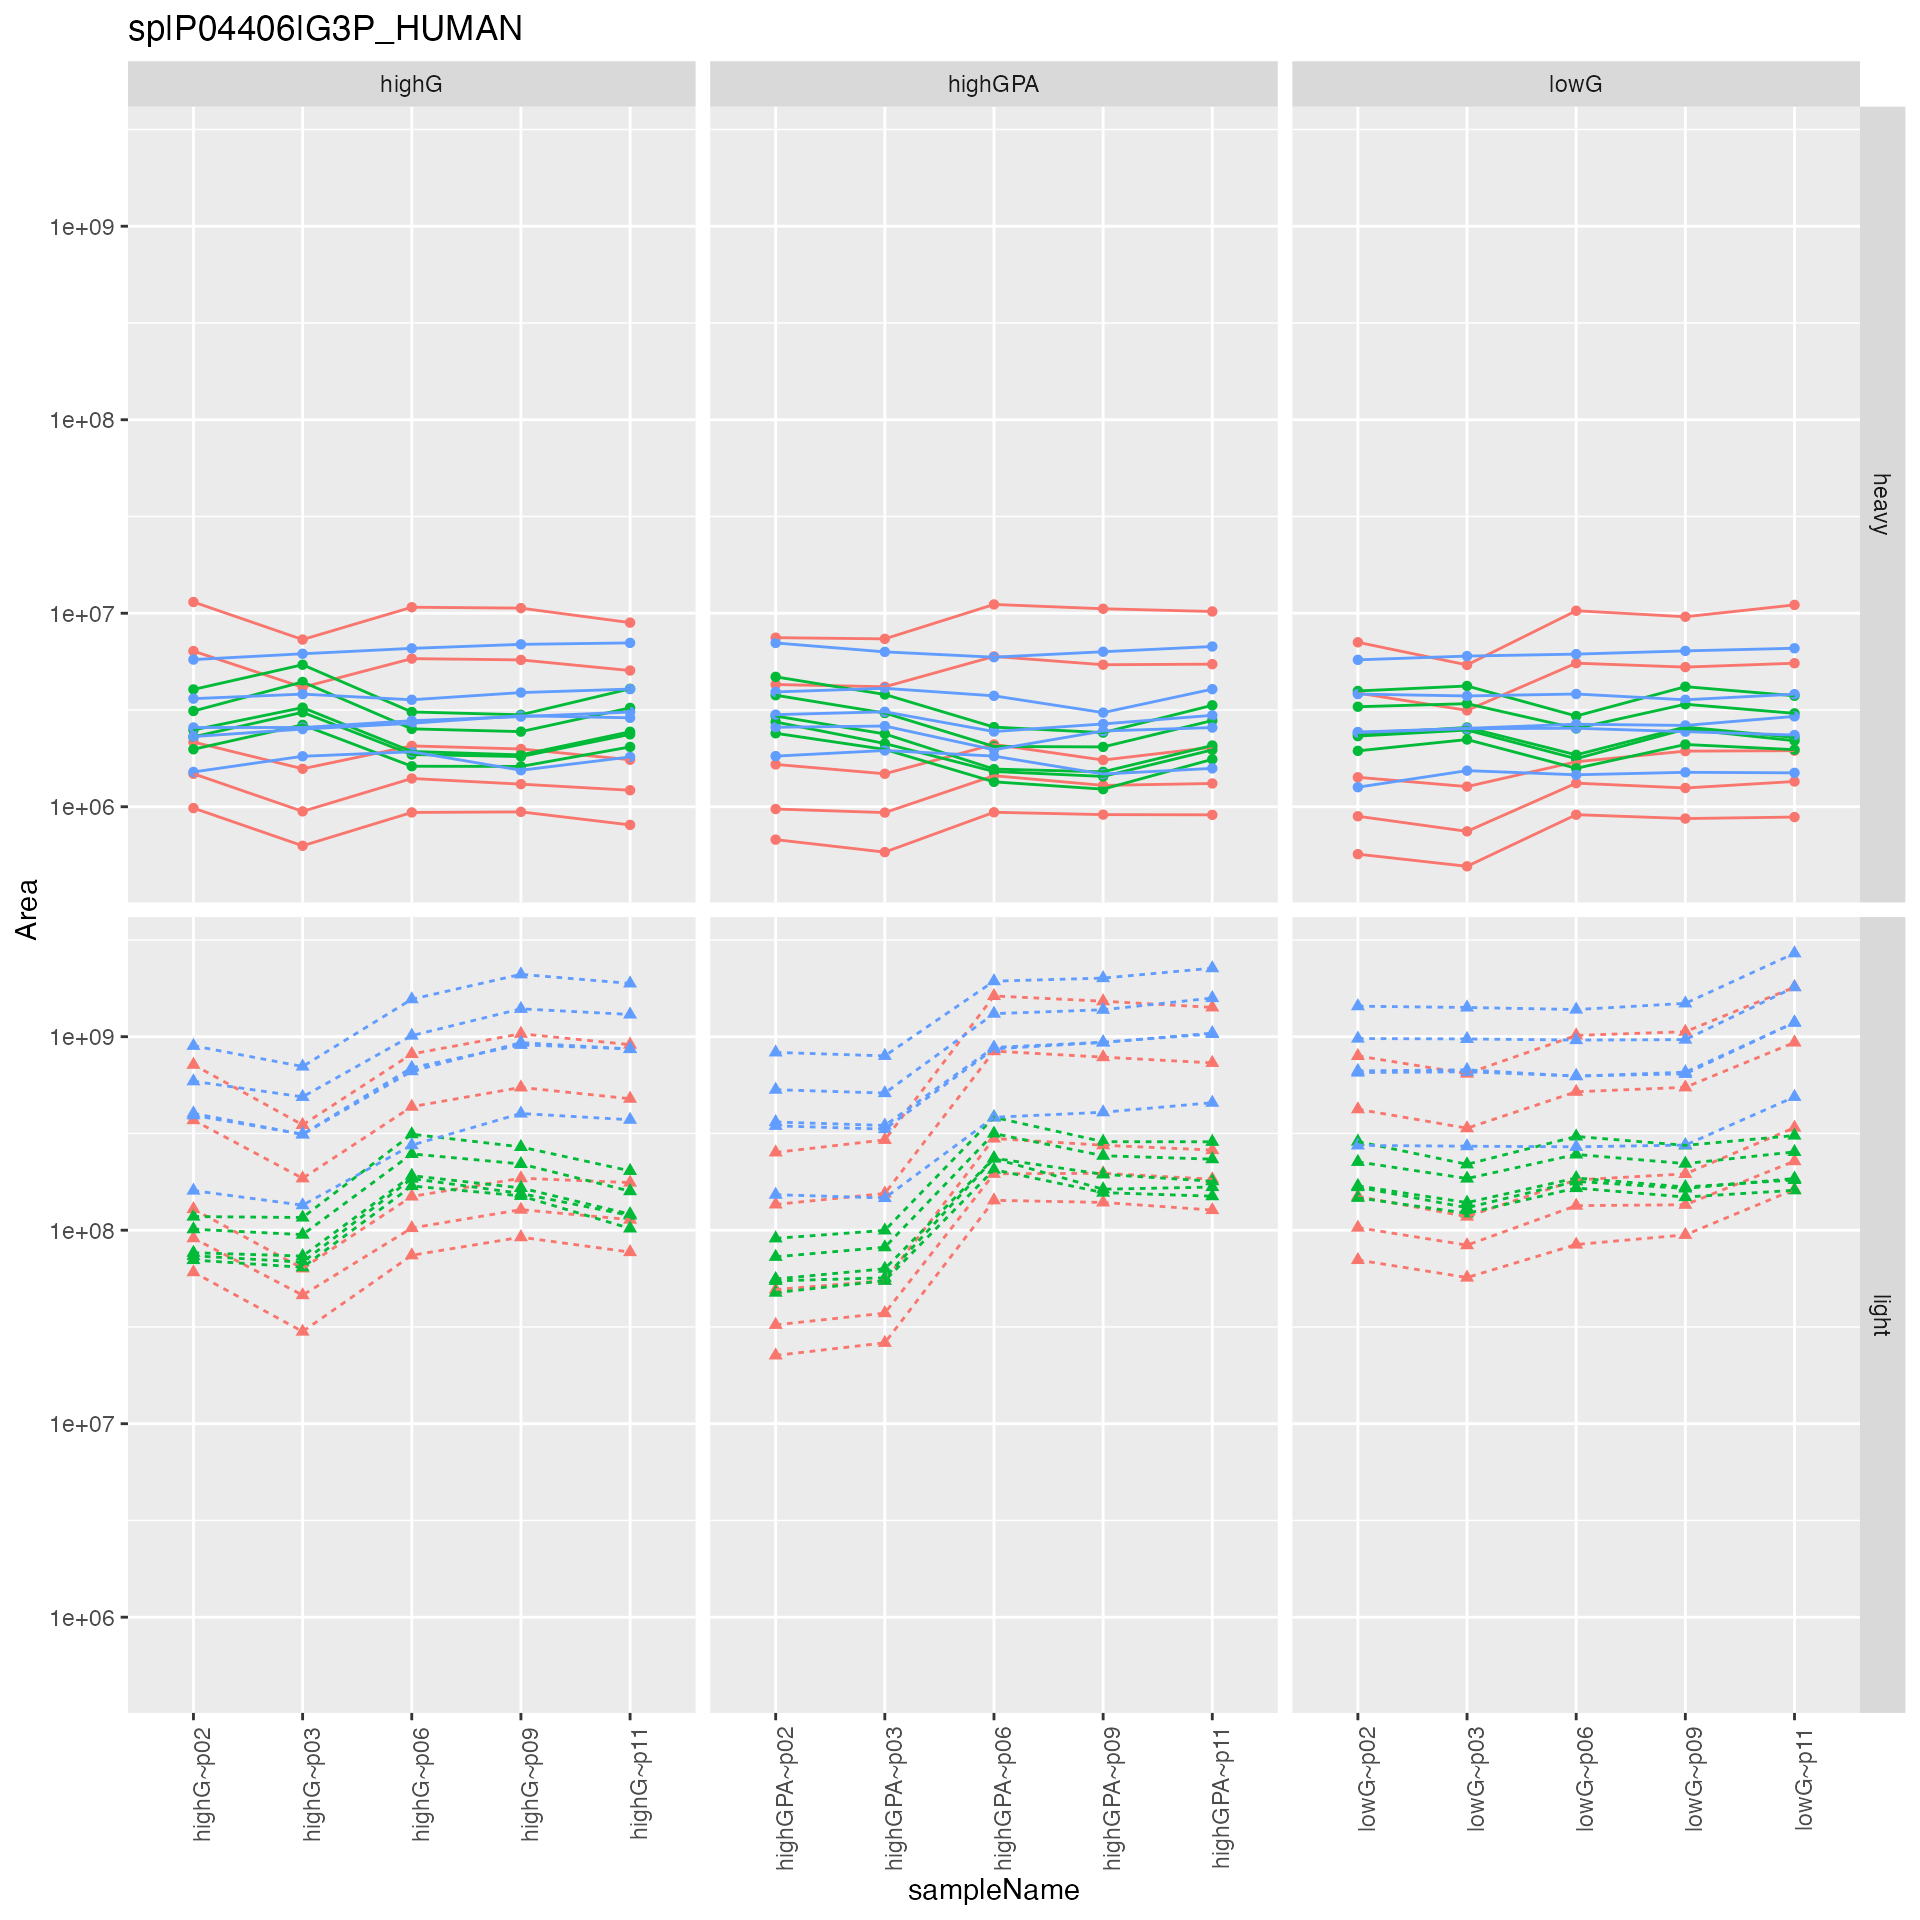 sp|P04406|G3P_HUMAN
highG
highGPA
lowG
1e+09
1e+08
1e+07
1e+06
heavy
Area
1e+09
1e+08
1e+07
1e+06
light
highG~p02
highG~p03
highG~p06
highG~p09
highG~p11
highGPA~p02
highGPA~p03
highGPA~p06
highGPA~p09
highGPA~p11
lowG~p02
lowG~p03
lowG~p06
lowG~p09
lowG~p11
sampleName